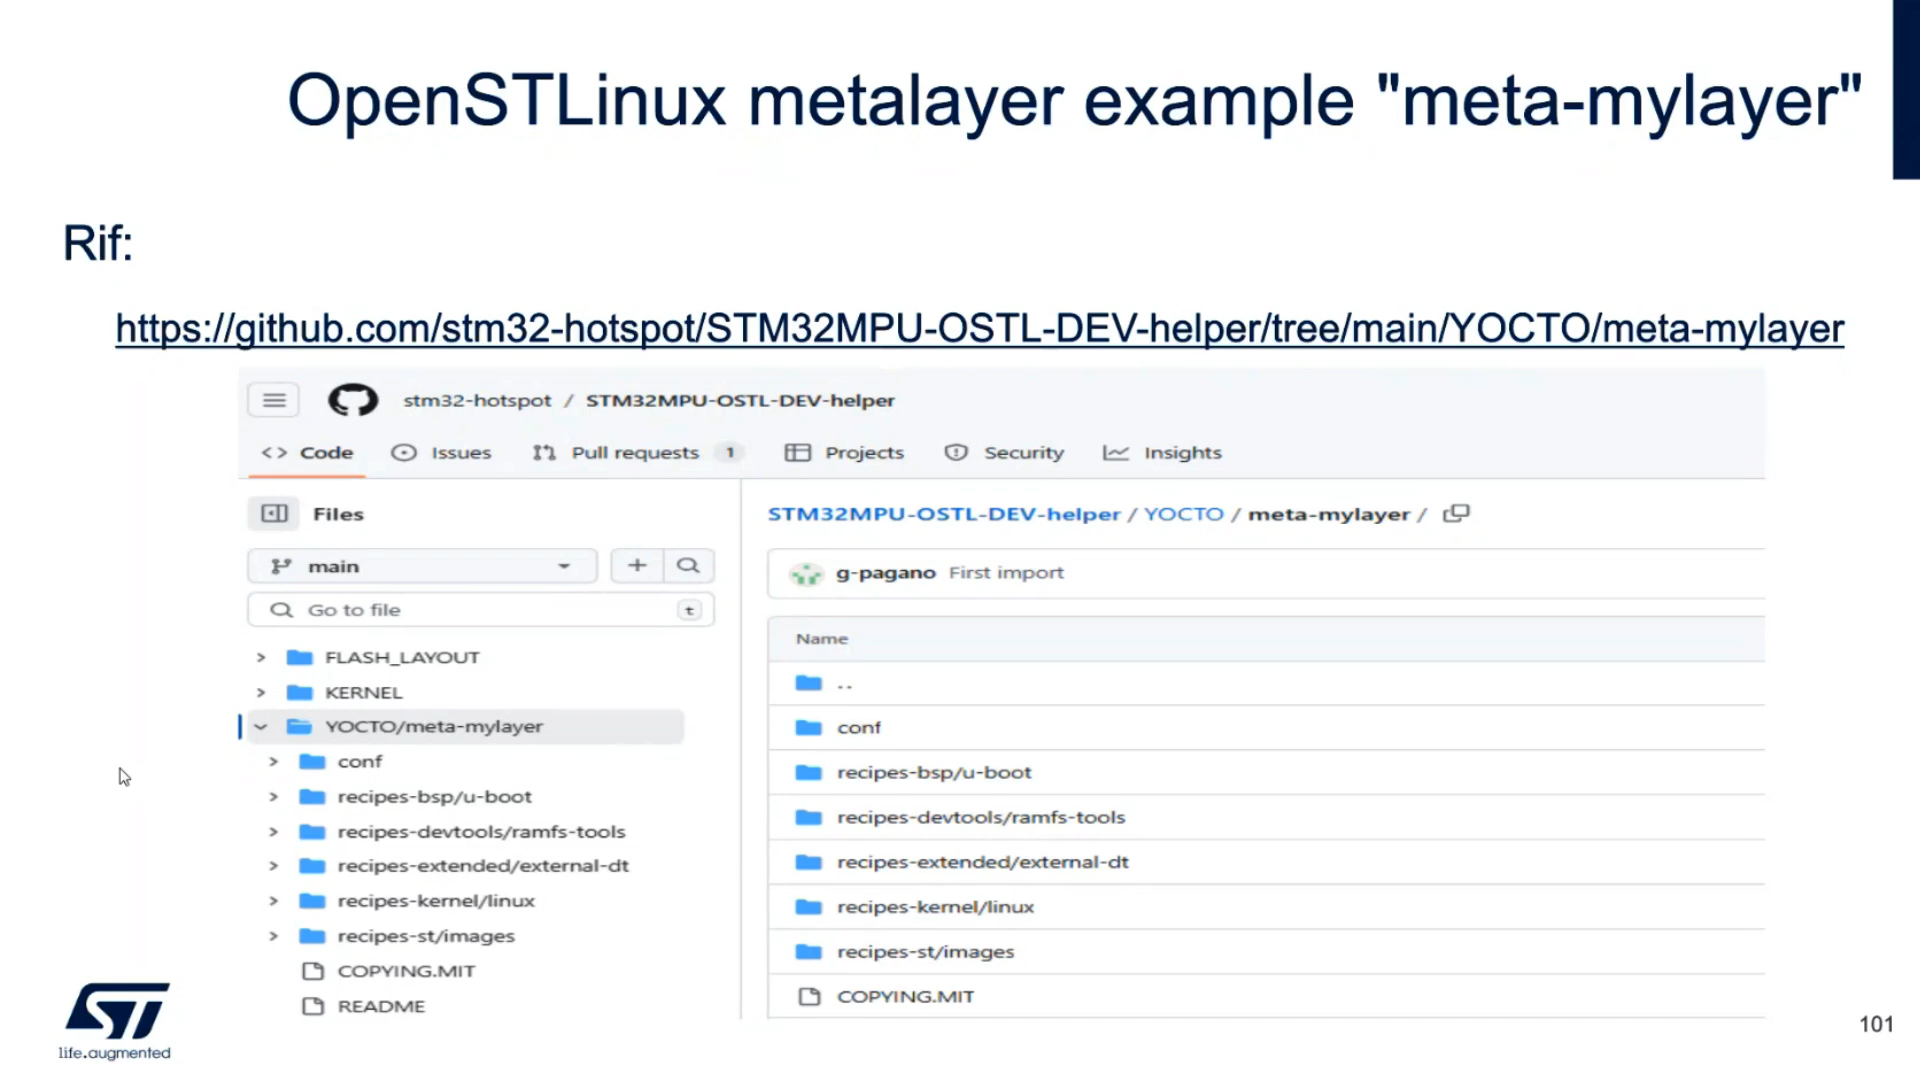 OpenSTLinux metalayer example "meta-mylayer"
Rif:
https://github.com/stm32-hotspot/STM32MPU-OSTL-DEV-helper/tree/main/YOCTO/meta-mylayer
stm32-hotspot / STM32MPU-OSTL-DEV-helper
Code Issues Pull requests 1 Projects Security Insights
Files
main
Go to file t
FLASH_LAYOUT
KERNEL
YOCTO/meta-mylayer
conf
recipes-bsp/u-boot
recipes-devtools/ramfs-tools
recipes-extended/external-dt
recipes-kernel/linux
recipes-st/images
COPYING.MIT
README
STM32MPU-OSTL-DEV-helper / YOCTO / meta-mylayer /
g-pagano First import
Name
..
conf
recipes-bsp/u-boot
recipes-devtools/ramfs-tools
recipes-extended/external-dt
recipes-kernel/linux
recipes-st/images
COPYING.MIT
ST
life.augmented
101